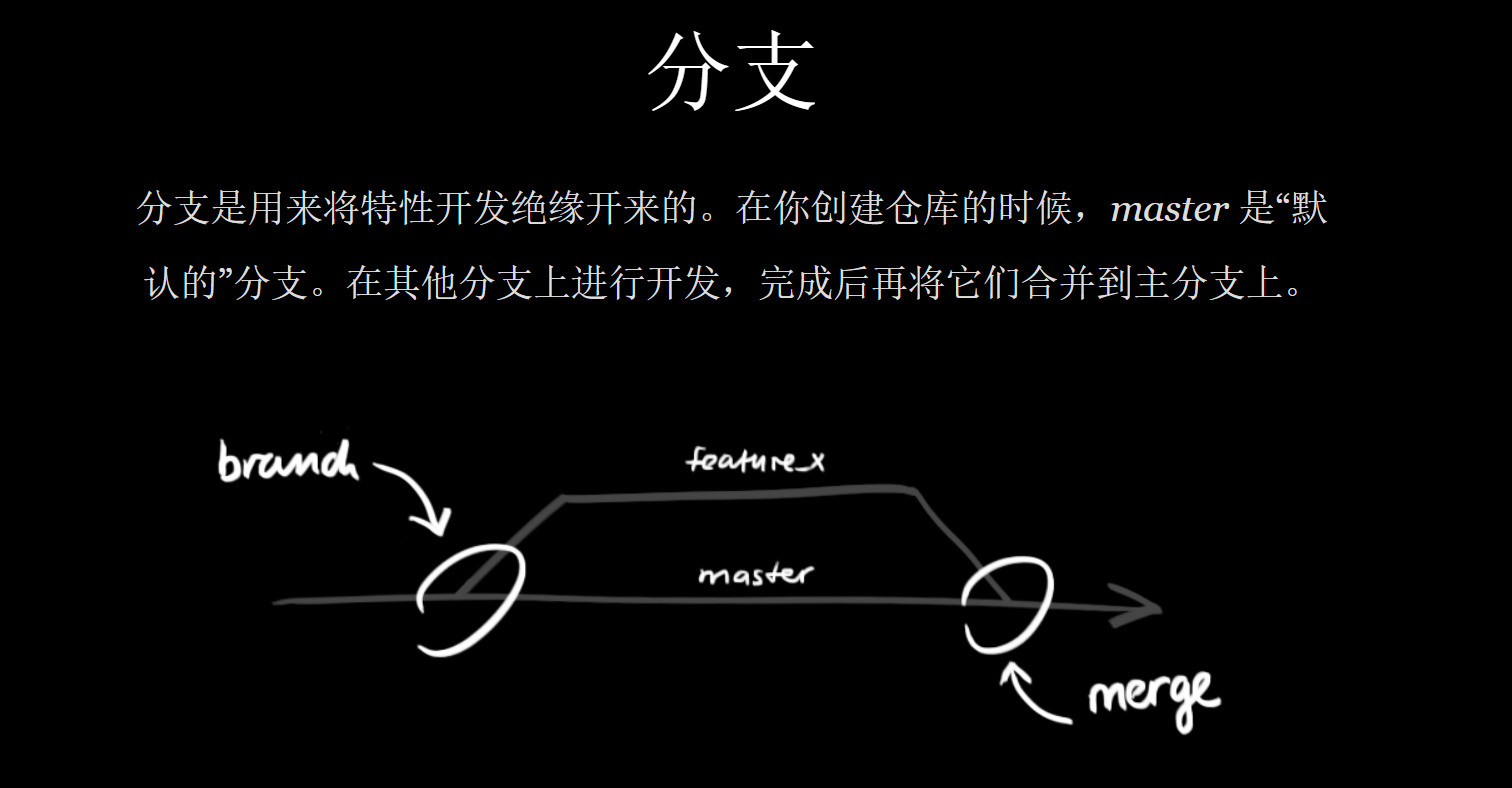 分支
分支是用来将特性开发绝缘开来的。在你创建仓库的时候，master 是“默
认的”分支。在其他分支上进行开发，完成后再将它们合并到主分支上。
branch
feature_x
master
merge